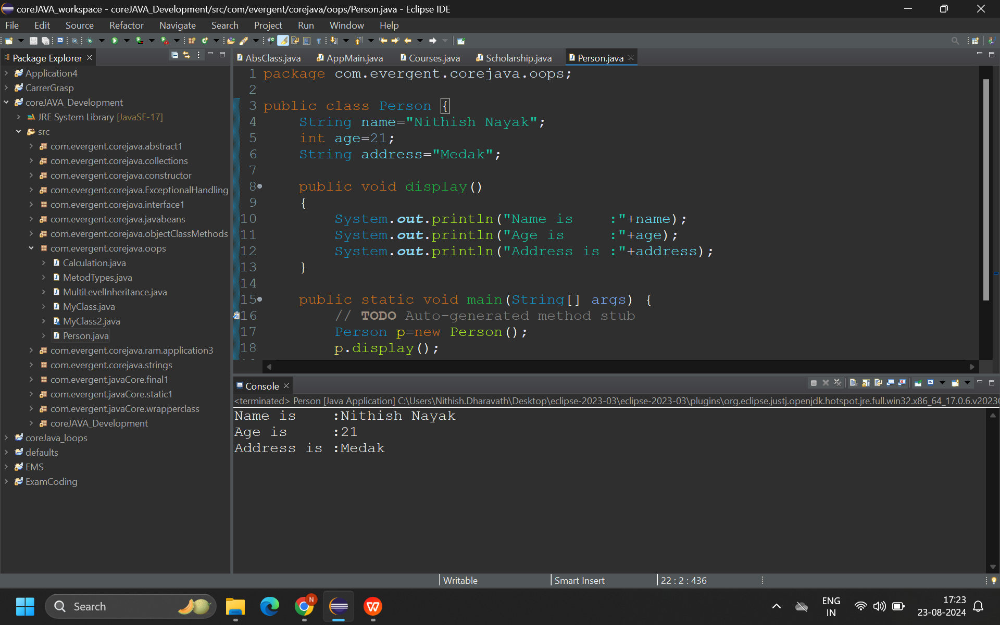 coreJAVA_workspace - coreJAVA_Development/src/com/evergent/corejava/oops/Person.java - Eclipse IDE
File Edit Source Refactor Navigate Search Project Run Window Help
Package Explorer
Application4
CarrerGrasp
coreJAVA_Development
JRE System Library [JavaSE-17]
src
com.evergent.corejava.abstract1
com.evergent.corejava.collections
com.evergent.corejava.constructor
com.evergent.corejava.ExceptionalHandling
com.evergent.corejava.interface1
com.evergent.corejava.javabeans
com.evergent.corejava.objectClassMethods
com.evergent.corejava.oops
Calculation.java
MetodTypes.java
MultiLevelInheritance.java
MyClass.java
MyClass2.java
Person.java
com.evergent.corejava.ram.application3
com.evergent.corejava.strings
com.evergent.javaCore.final1
com.evergent.javaCore.static1
com.evergent.javaCore.wrapperclass
coreJAVA_Development
coreJava_loops
defaults
EMS
ExamCoding
AbsClass.java AppMain.java Courses.java Scholarship.java Person.java
1 package com.evergent.corejava.oops;
2
3 public class Person {
4 String name="Nithish Nayak";
5 int age=21;
6 String address="Medak";
7
8 public void display()
9 {
10 System.out.println("Name is    :"+name);
11 System.out.println("Age is     :"+age);
12 System.out.println("Address is :"+address);
13 }
14
15 public static void main(String[] args) {
16 // TODO Auto-generated method stub
17 Person p=new Person();
18 p.display();
Console
<terminated> Person [Java Application] C:\Users\Nithish.Dharavath\Desktop\eclipse-2023-03\eclipse-2023-03\plugins\org.eclipse.justj.openjdk.hotspot.jre.full.win32.x86_64_17.0.6.v2023
Name is    :Nithish Nayak
Age is     :21
Address is :Medak
Writable Smart Insert 22 : 2 : 436
Search
N
W
ENG
IN
17:23
23-08-2024